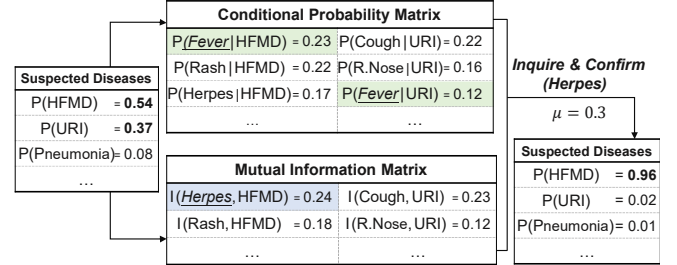 Conditional Probability Matrix
P(Fever|HFMD) = 0.23 P(Cough|URI) = 0.22
P(Rash|HFMD) = 0.22 P(R.Nose|URI) = 0.16
P(Herpes|HFMD) = 0.17 P(Fever|URI) = 0.12
... ...
Suspected Diseases
P(HFMD) = 0.54
P(URI) = 0.37
P(Pneumonia) = 0.08
...
Mutual Information Matrix
I(Herpes,HFMD) = 0.24 I(Cough, URI) = 0.23
I(Rash,HFMD) = 0.18 I(R.Nose, URI) = 0.12
... ...
Inquire & Confirm
(Herpes)
μ = 0.3
Suspected Diseases
P(HFMD) = 0.96
P(URI) = 0.02
P(Pneumonia) = 0.01
...